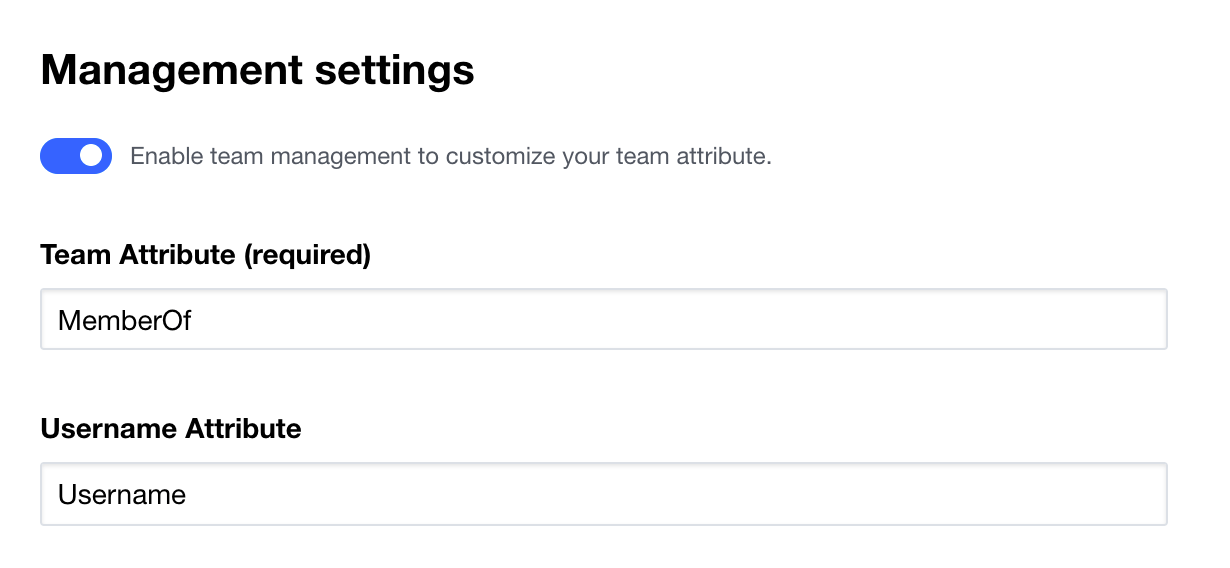 Management settings
Enable team management to customize your team attribute.
Team Attribute (required)
MemberOf
Username Attribute
Username